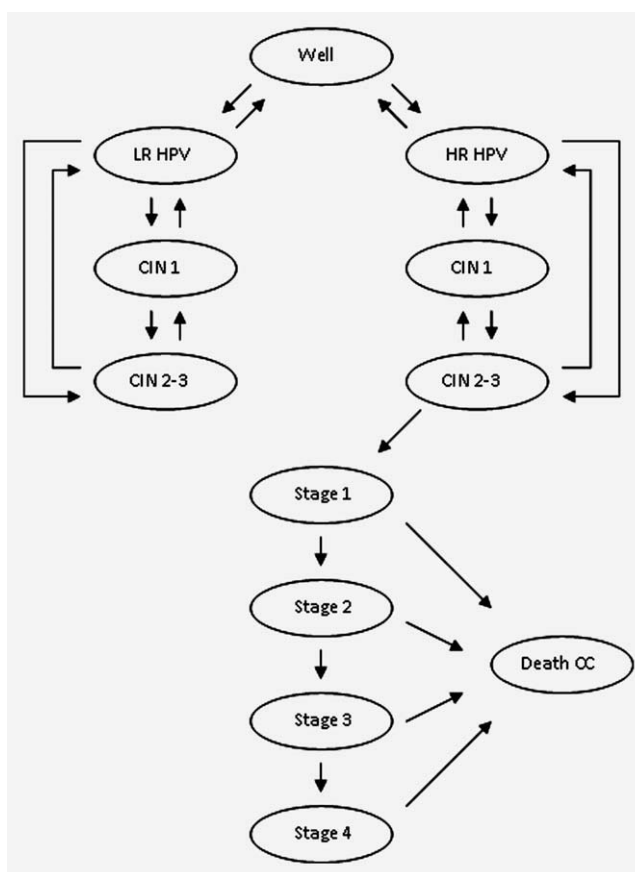 Well
LR HPV
HR HPV
CIN 1
CIN 1
CIN 2-3
CIN 2-3
Stage 1
Stage 2
Death CC
Stage 3
Stage 4